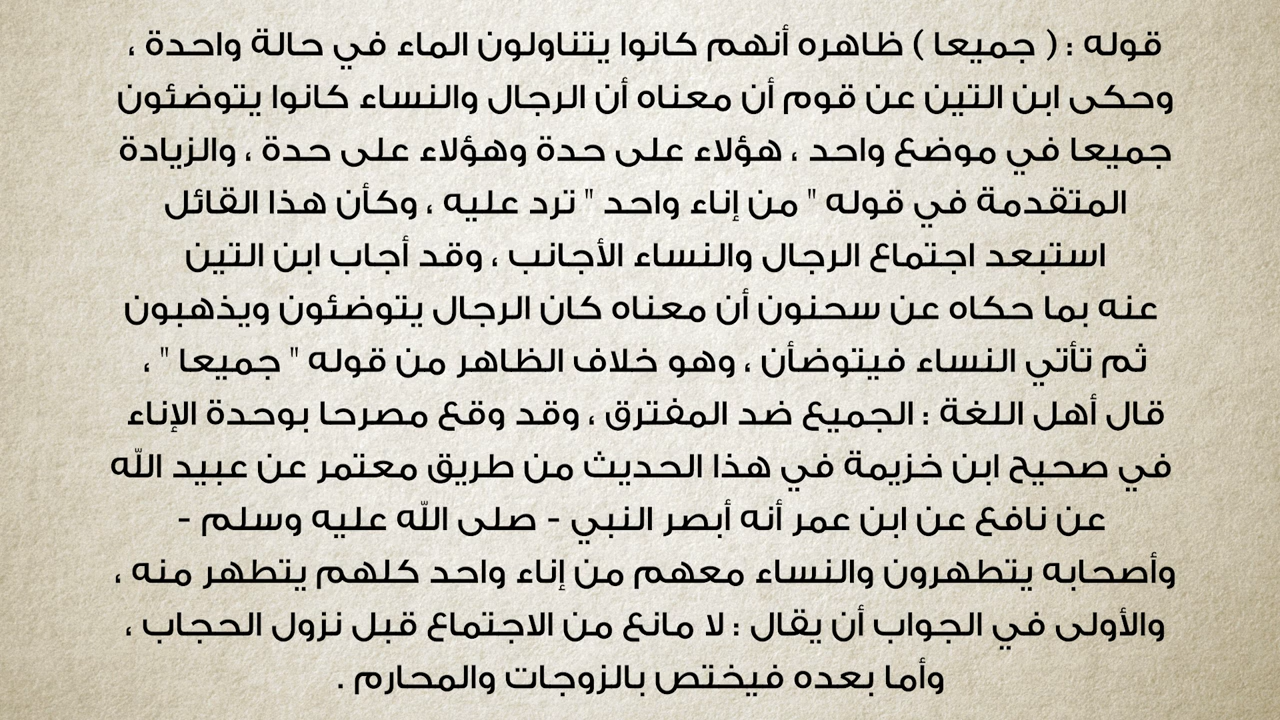 قوله : ( جميعا ) ظاهره أنهم كانوا يتناولون الماء في حالة واحدة ،
وحكى ابن التين عن قوم أن معناه أن الرجال والنساء كانوا يتوضئون
جميعا في موضع واحد ، هؤلاء على حدة وهؤلاء على حدة ، والزيادة
المتقدمة في قوله " من إناء واحد " ترد عليه ، وكأن هذا القائل
استبعد اجتماع الرجال والنساء الأجانب ، وقد أجاب ابن التين
عنه بما حكاه عن سحنون أن معناه كان الرجال يتوضئون ويذهبون
ثم تأتي النساء فيتوضأن ، وهو خلاف الظاهر من قوله " جميعا " ،
قال أهل اللغة : الجميع ضد المفترق ، وقد وقع مصرحا بوحدة الإناء
في صحيح ابن خزيمة في هذا الحديث من طريق معتمر عن عبيد الله
عن نافع عن ابن عمر أنه أبصر النبي - صلى الله عليه وسلم -
وأصحابه يتطهرون والنساء معهم من إناء واحد كلهم يتطهر منه ،
والأولى في الجواب أن يقال : لا مانع من الاجتماع قبل نزول الحجاب ،
وأما بعده فيختص بالزوجات والمحارم .